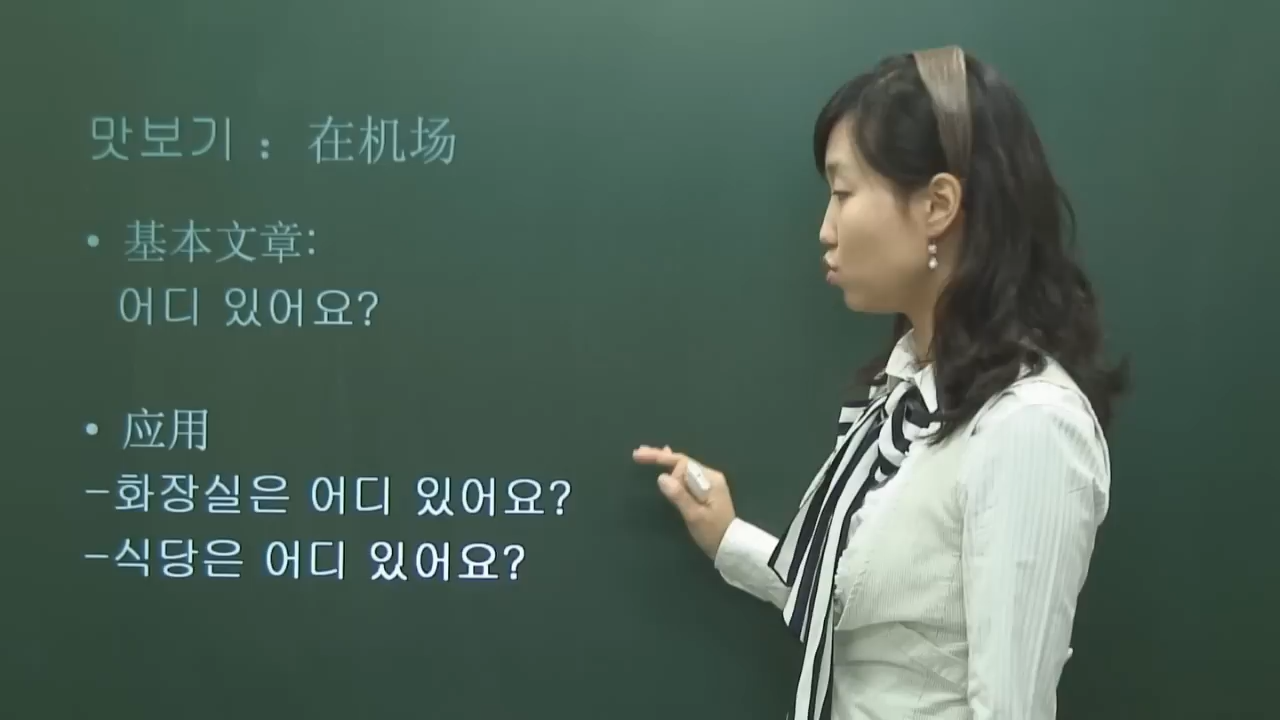 맛보기 : 在机场
• 基本文章:
어디 있어요?
• 应用
-화장실은 어디 있어요?
-식당은 어디 있어요?